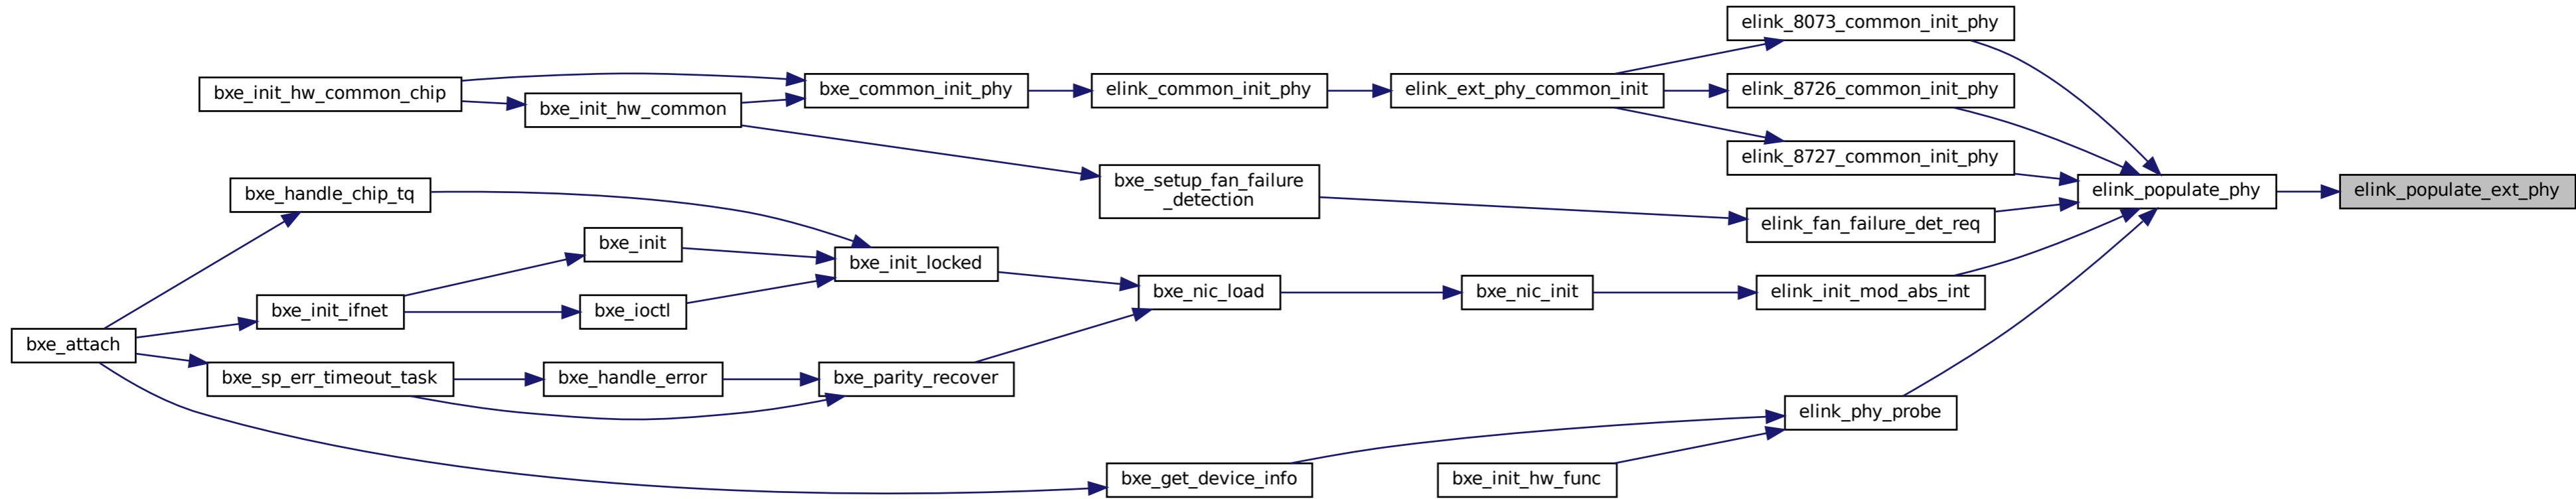 elink_8073_common_init_phy
bxe_init_hw_common_chip
bxe_common_init_phy
elink_common_init_phy
elink_ext_phy_common_init
elink_8726_common_init_phy
bxe_init_hw_common
elink_8727_common_init_phy
bxe_handle_chip_tq
bxe_setup_fan_failure
_detection
elink_populate_phy
elink_populate_ext_phy
elink_fan_failure_det_req
bxe_init
bxe_init_locked
bxe_nic_load
bxe_nic_init
elink_init_mod_abs_int
bxe_init_ifnet
bxe_ioctl
bxe_attach
bxe_sp_err_timeout_task
bxe_handle_error
bxe_parity_recover
elink_phy_probe
bxe_get_device_info
bxe_init_hw_func